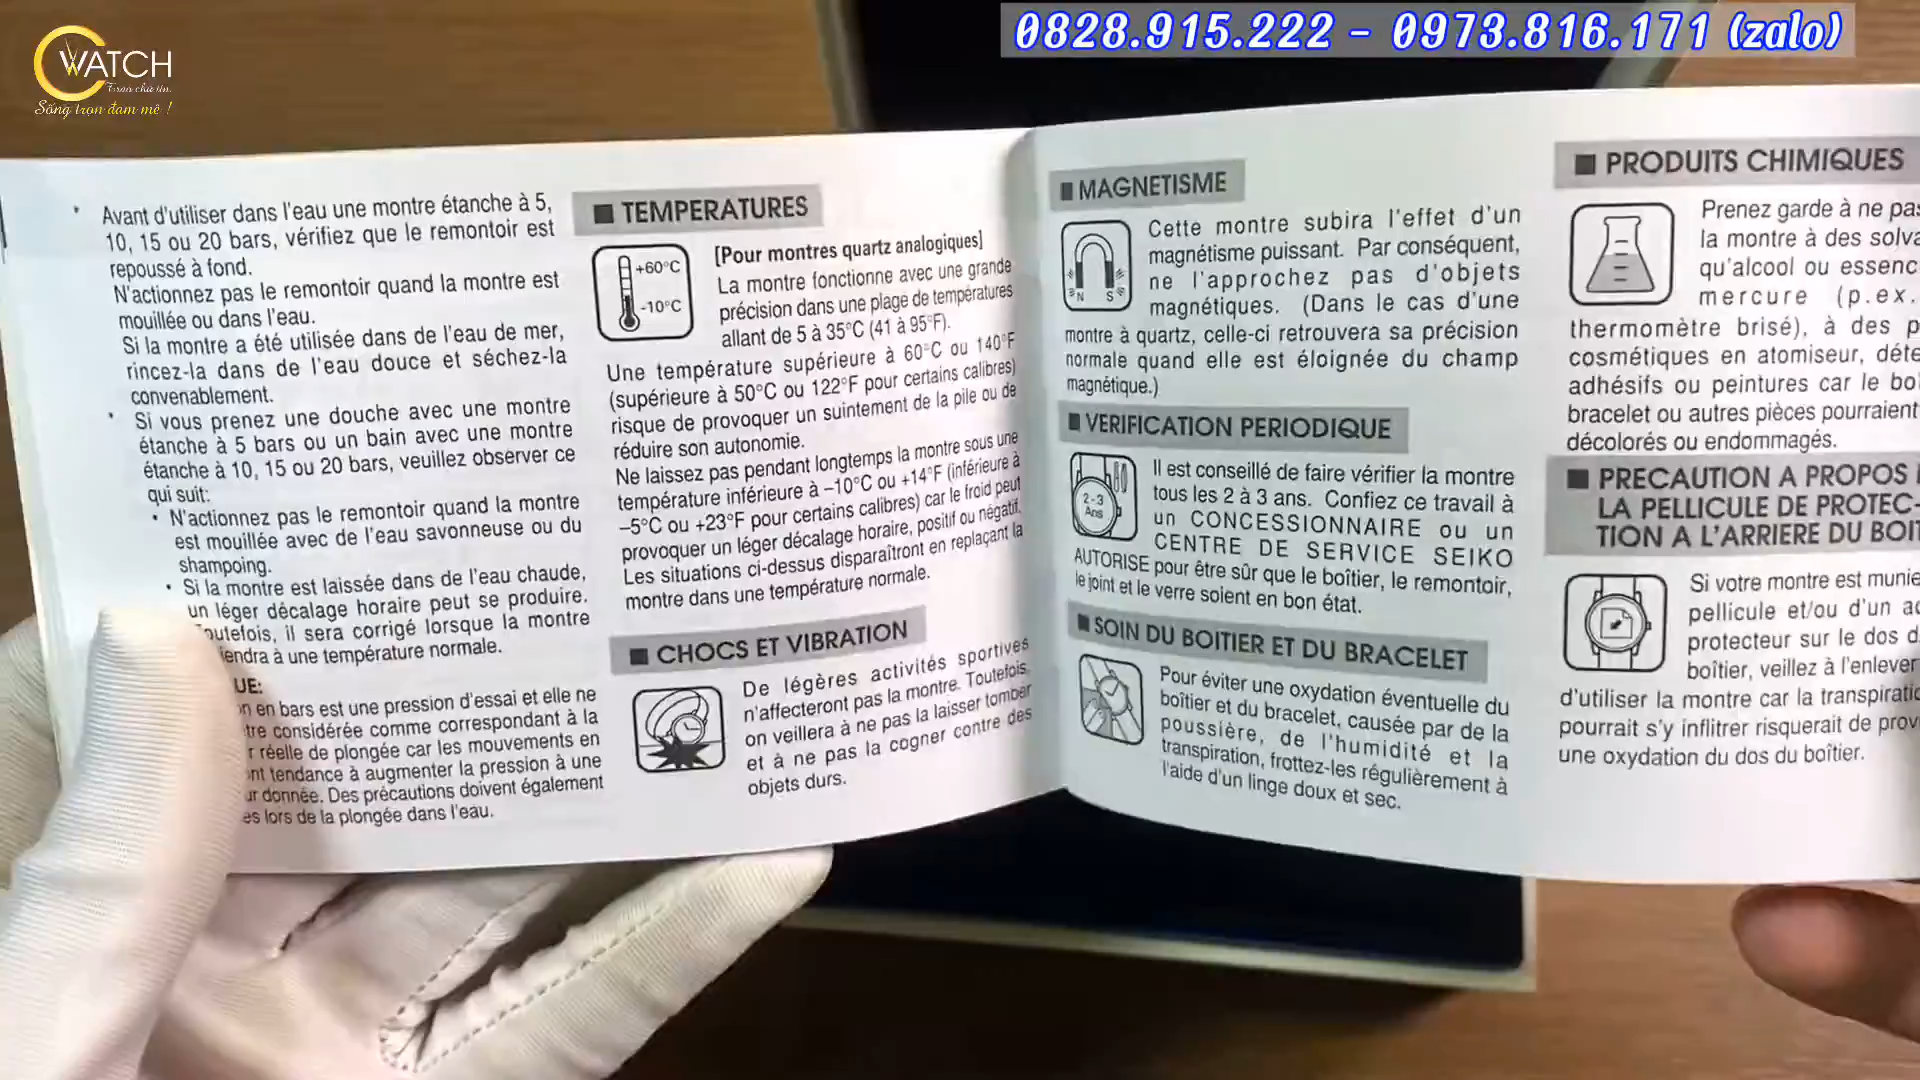 WATCH
Sống trọn đam mê !
0828.915.222 - 0973.816.171 (zalo)
* Avant d'utiliser dans l'eau une montre étanche à 5,
10, 15 ou 20 bars, vérifiez que le remontoir est
repoussé à fond.
N'actionnez pas le remontoir quand la montre est
mouillée ou dans l'eau.
Si la montre a été utilisée dans de l'eau de mer,
rincez-la dans de l'eau douce et séchez-la
convenablement.
* Si vous prenez une douche avec une montre
étanche à 5 bars ou un bain avec une montre
étanche à 10, 15 ou 20 bars, veuillez observer ce
qui suit:
• N'actionnez pas le remontoir quand la montre
est mouillée avec de l'eau savonneuse ou du
shampoing.
• Si la montre est laissée dans de l'eau chaude,
un léger décalage horaire peut se produire.
outefois, il sera corrigé lorsque la montre
iendra à une température normale.
UE:
n en bars est une pression d'essai et elle ne
tre considérée comme correspondant à la
r réelle de plongée car les mouvements en
nt tendance à augmenter la pression à une
ur donnée. Des précautions doivent également
es lors de la plongée dans l'eau.
■ TEMPERATURES
+60°C
-10°C
[Pour montres quartz analogiques]
La montre fonctionne avec une grande
précision dans une plage de températures
allant de 5 à 35°C (41 à 95°F).
Une température supérieure à 60°C ou 140°F
(supérieure à 50°C ou 122°F pour certains calibres)
risque de provoquer un suintement de la pile ou de
réduire son autonomie.
Ne laissez pas pendant longtemps la montre sous une
température inférieure à –10°C ou +14°F (inférieure à
–5°C ou +23°F pour certains calibres) car le froid peut
provoquer un léger décalage horaire, positif ou négatif.
Les situations ci-dessus disparaîtront en replaçant la
montre dans une température normale.
■ CHOCS ET VIBRATION
De légères activités sportives
n'affecteront pas la montre. Toutefois,
on veillera à ne pas la laisser tomber
et à ne pas la cogner contre des
objets durs.
■ MAGNETISME
N S
Cette montre subira l'effet d'un
magnétisme puissant. Par conséquent,
ne l'approchez pas d'objets
magnétiques. (Dans le cas d'une
montre à quartz, celle-ci retrouvera sa précision
normale quand elle est éloignée du champ
magnétique.)
■ VERIFICATION PERIODIQUE
2-3
Ans
Il est conseillé de faire vérifier la montre
tous les 2 à 3 ans. Confiez ce travail à
un CONCESSIONNAIRE ou un
CENTRE DE SERVICE SEIKO
AUTORISE pour être sûr que le boîtier, le remontoir,
le joint et le verre soient en bon état.
■ SOIN DU BOITIER ET DU BRACELET
Pour éviter une oxydation éventuelle du
boîtier et du bracelet, causée par de la
poussière, de l'humidité et la
transpiration, frottez-les régulièrement à
l'aide d'un linge doux et sec.
■ PRODUITS CHIMIQUES
Prenez garde à ne pas
la montre à des solva
qu'alcool ou essenc
mercure (p.ex.
thermomètre brisé), à des p
cosmétiques en atomiseur, déte
adhésifs ou peintures car le bo
bracelet ou autres pièces pourraient
décolorés ou endommagés.
■ PRECAUTION A PROPOS
LA PELLICULE DE PROTEC-
TION A L'ARRIERE DU BOIT
Si votre montre est munie
pellicule et/ou d'un
protecteur sur le dos d
boîtier, veillez à l'enlever
d'utiliser la montre car la transpirati
pourrait s'y inflitrer risquerait de prov
une oxydation du dos du boîtier.